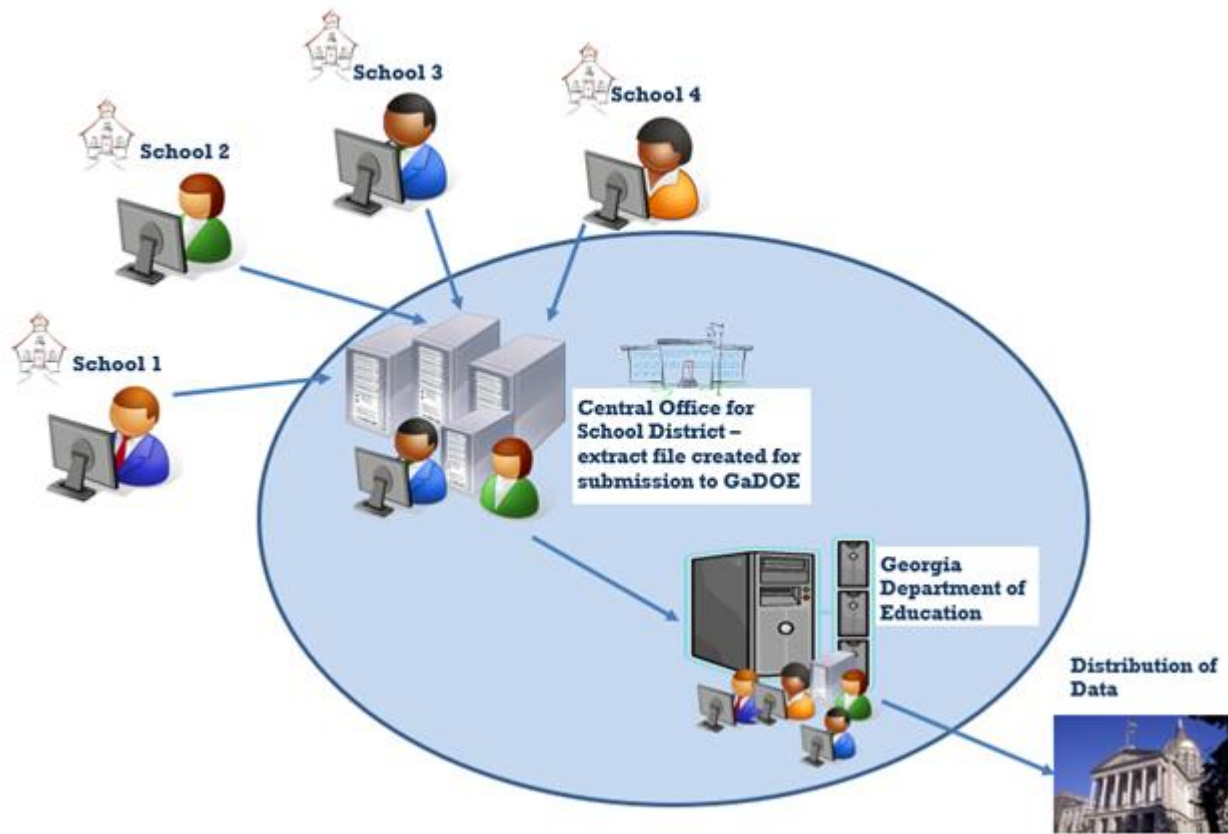 School 3
School 4
School 2
School 1
Central Office for
School District –
extract file created for
submission to GaDOE
Georgia
Department of
Education
Distribution of
Data